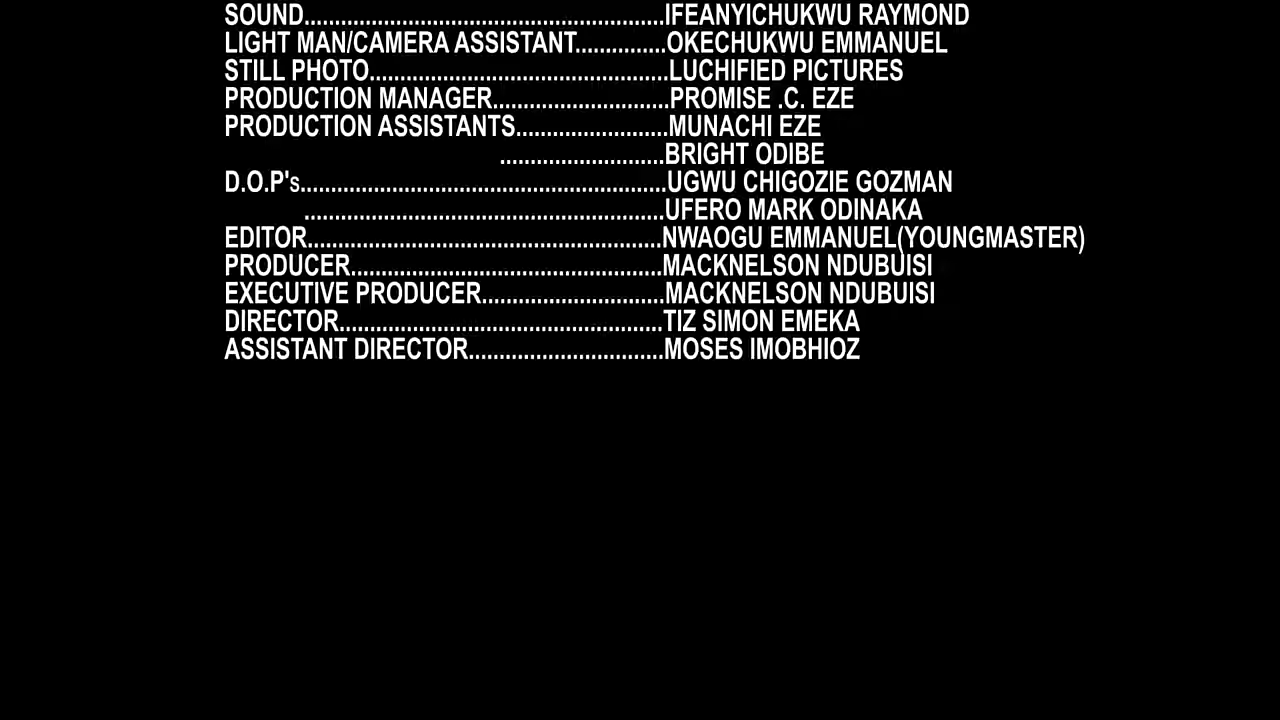 SOUND...........................................................IFEANYICHUKWU RAYMOND
LIGHT MAN/CAMERA ASSISTANT...............OKECHUKWU EMMANUEL
STILL PHOTO.................................................LUCHIFIED PICTURES
PRODUCTION MANAGER.............................PROMISE .C. EZE
PRODUCTION ASSISTANTS.........................MUNACHI EZE
...........................BRIGHT ODIBE
D.O.P's............................................................UGWU CHIGOZIE GOZMAN
...........................................................UFERO MARK ODINAKA
EDITOR..........................................................NWAOGU EMMANUEL(YOUNGMASTER)
PRODUCER...................................................MACKNELSON NDUBUISI
EXECUTIVE PRODUCER..............................MACKNELSON NDUBUISI
DIRECTOR.....................................................TIZ SIMON EMEKA
ASSISTANT DIRECTOR................................MOSES IMOBHIOZ